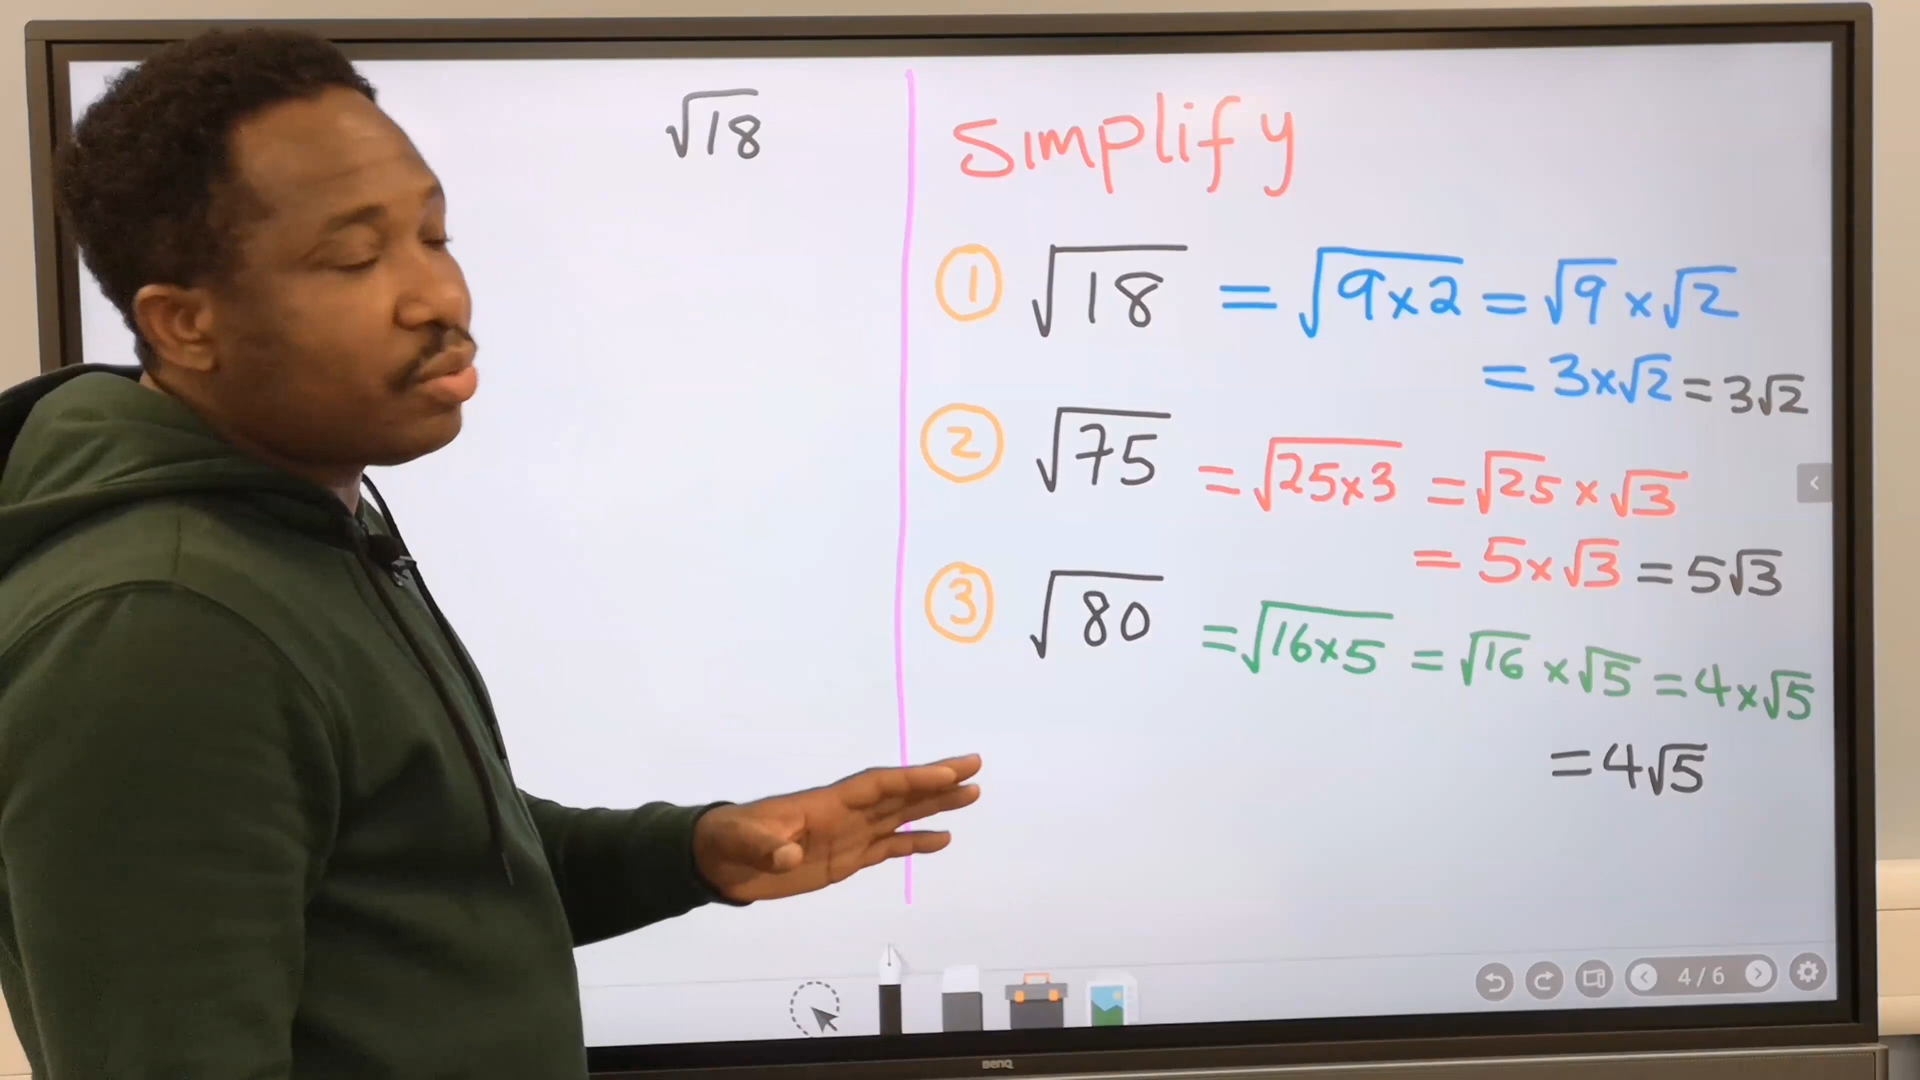 √18
Simplify
① √18 = √9×2 = √9 × √2
= 3×√2 = 3√2
② √75 = √25×3 = √25 × √3
= 5×√3 = 5√3
③ √80 = √16×5 = √16 × √5 = 4×√5
= 4√5
4/6
BenQ